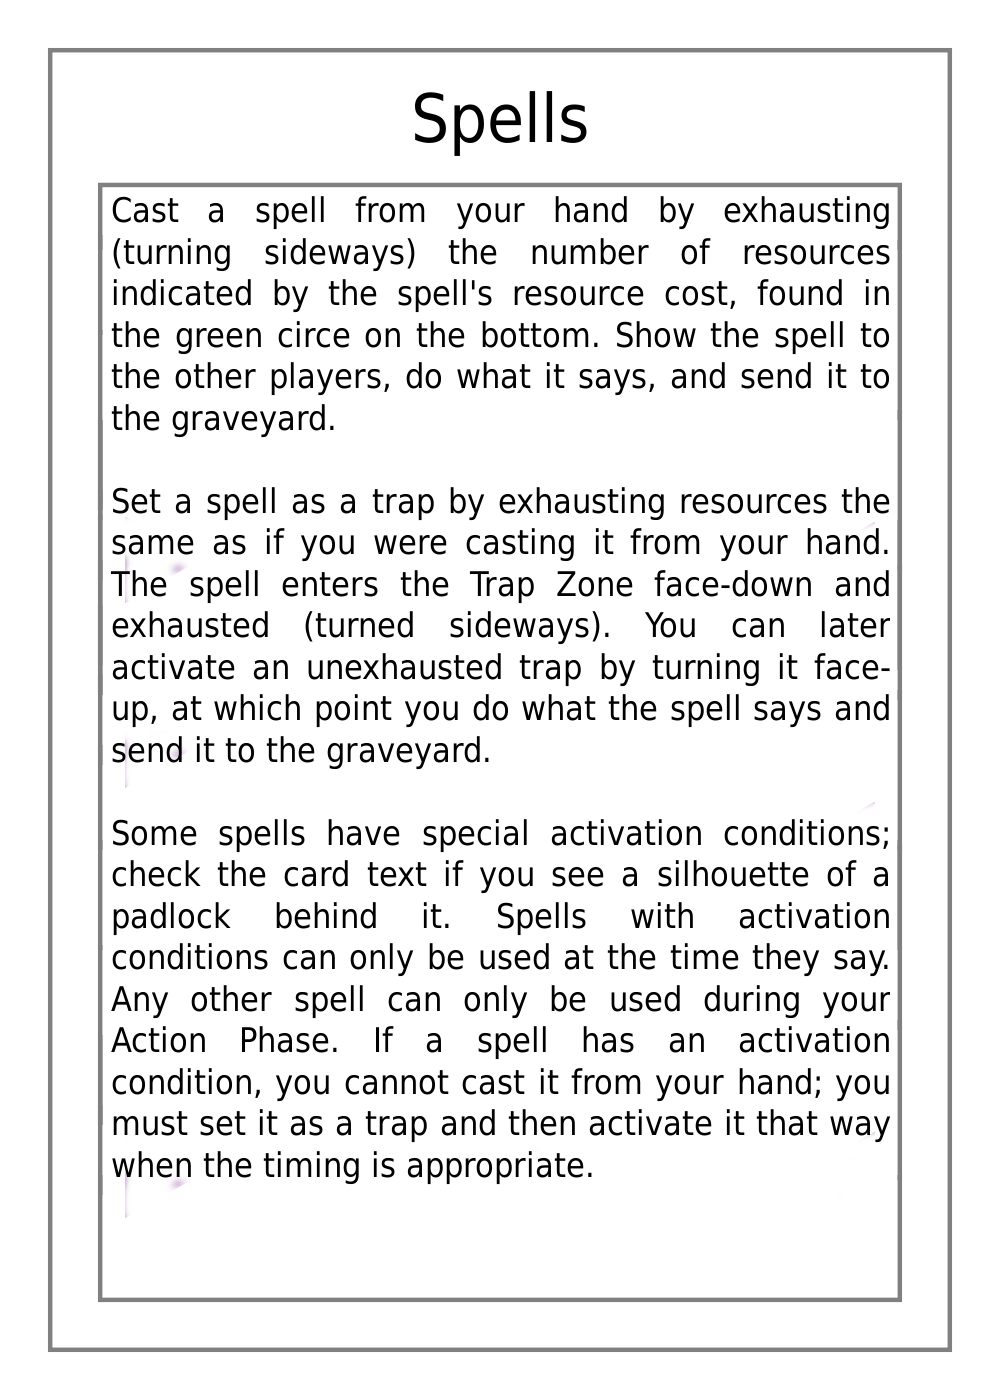 Spells
Cast a spell from your hand by exhausting
(turning sideways) the number of resources
indicated by the spell's resource cost, found in
the green circe on the bottom. Show the spell to
the other players, do what it says, and send it to
the graveyard.
Set a spell as a trap by exhausting resources the
same as if you were casting it from your hand.
The spell enters the Trap Zone face-down and
exhausted (turned sideways). You can later
activate an unexhausted trap by turning it face-
up, at which point you do what the spell says and
send it to the graveyard.
Some spells have special activation conditions;
check the card text if you see a silhouette of a
padlock behind it. Spells with activation
conditions can only be used at the time they say.
Any other spell can only be used during your
Action Phase. If a spell has an activation
condition, you cannot cast it from your hand; you
must set it as a trap and then activate it that way
when the timing is appropriate.